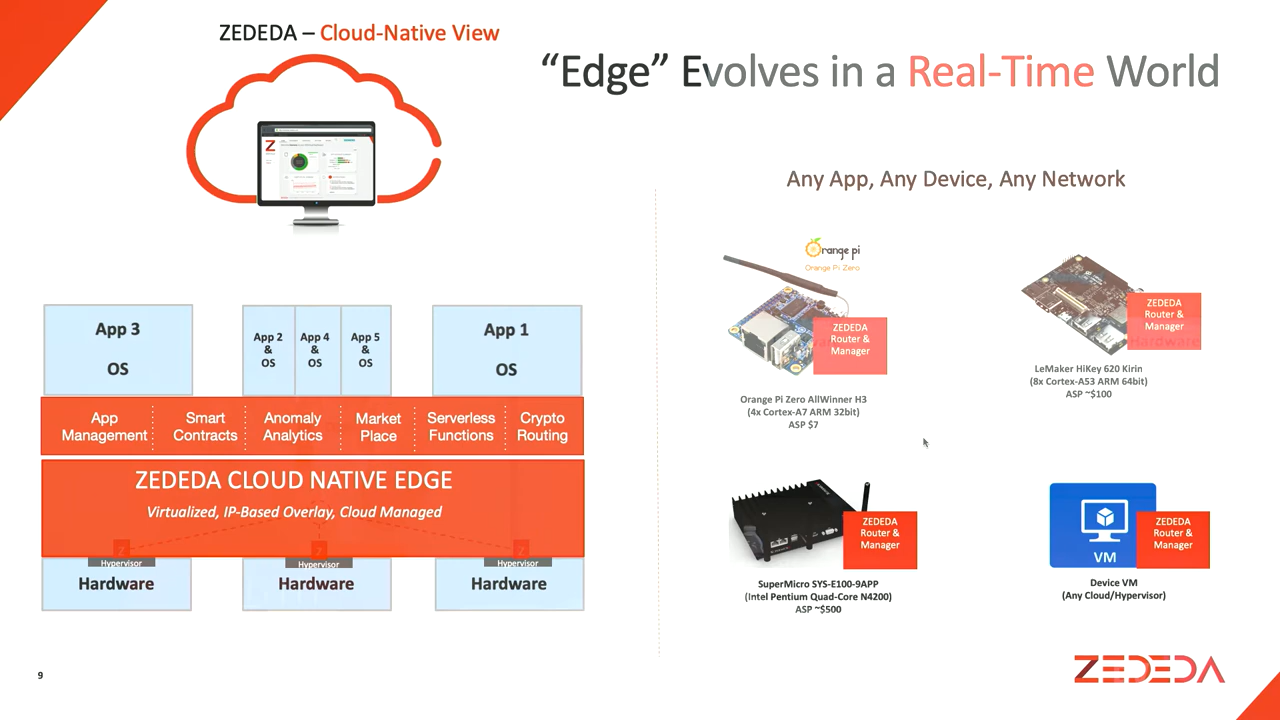 ZEDEDA – Cloud-Native View
“Edge” Evolves in a Real-Time World
Any App, Any Device, Any Network
App 3
OS
App 2
&
OS
App 4
&
OS
App 5
&
OS
App 1
OS
App
Management
Smart
Contracts
Anomaly
Analytics
Market
Place
Serverless
Functions
Crypto
Routing
ZEDEDA CLOUD NATIVE EDGE
Virtualized, IP-Based Overlay, Cloud Managed
Z
Z
Z
Hypervisor
Hypervisor
Hypervisor
Hardware
Hardware
Hardware
Orange pi
Orange Pi Zero
ZEDEDA
Router &
Manager
Orange Pi Zero AllWinner H3
(4x Cortex-A7 ARM 32bit)
ASP $7
ZEDEDA
Router &
Manager
Hardware
LeMaker HiKey 620 Kirin
(8x Cortex-A53 ARM 64bit)
ASP ~$100
ZEDEDA
Router &
Manager
SuperMicro SYS-E100-9APP
(Intel Pentium Quad-Core N4200)
ASP ~$500
VM
ZEDEDA
Router &
Manager
Device VM
(Any Cloud/Hypervisor)
9
ZEDEDA